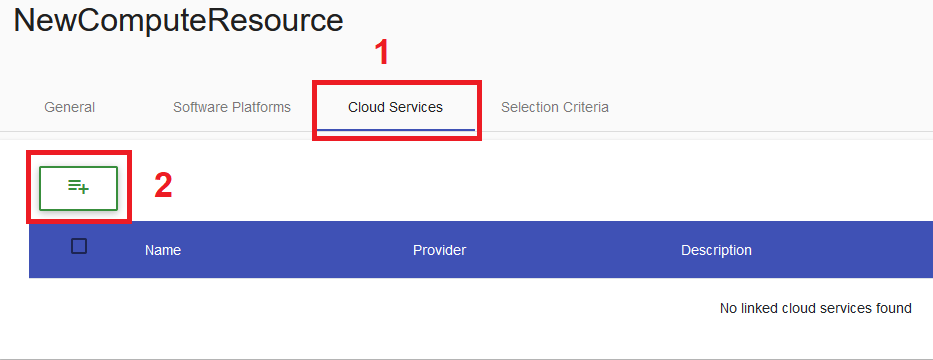 NewComputeResource
1
General Software Platforms Cloud Services Selection Criteria
2
Name Provider Description
No linked cloud services found